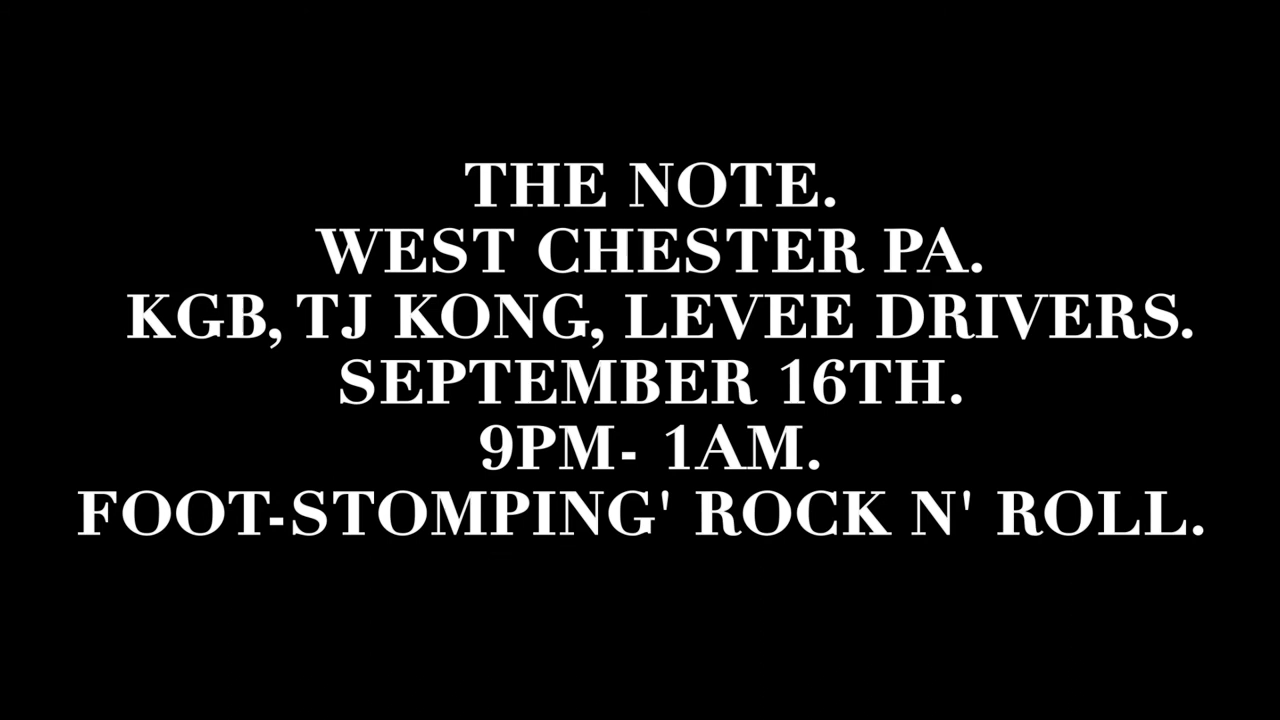 THE NOTE.
WEST CHESTER PA.
KGB, TJ KONG, LEVEE DRIVERS.
SEPTEMBER 16TH.
9PM- 1AM.
FOOT-STOMPING' ROCK N' ROLL.